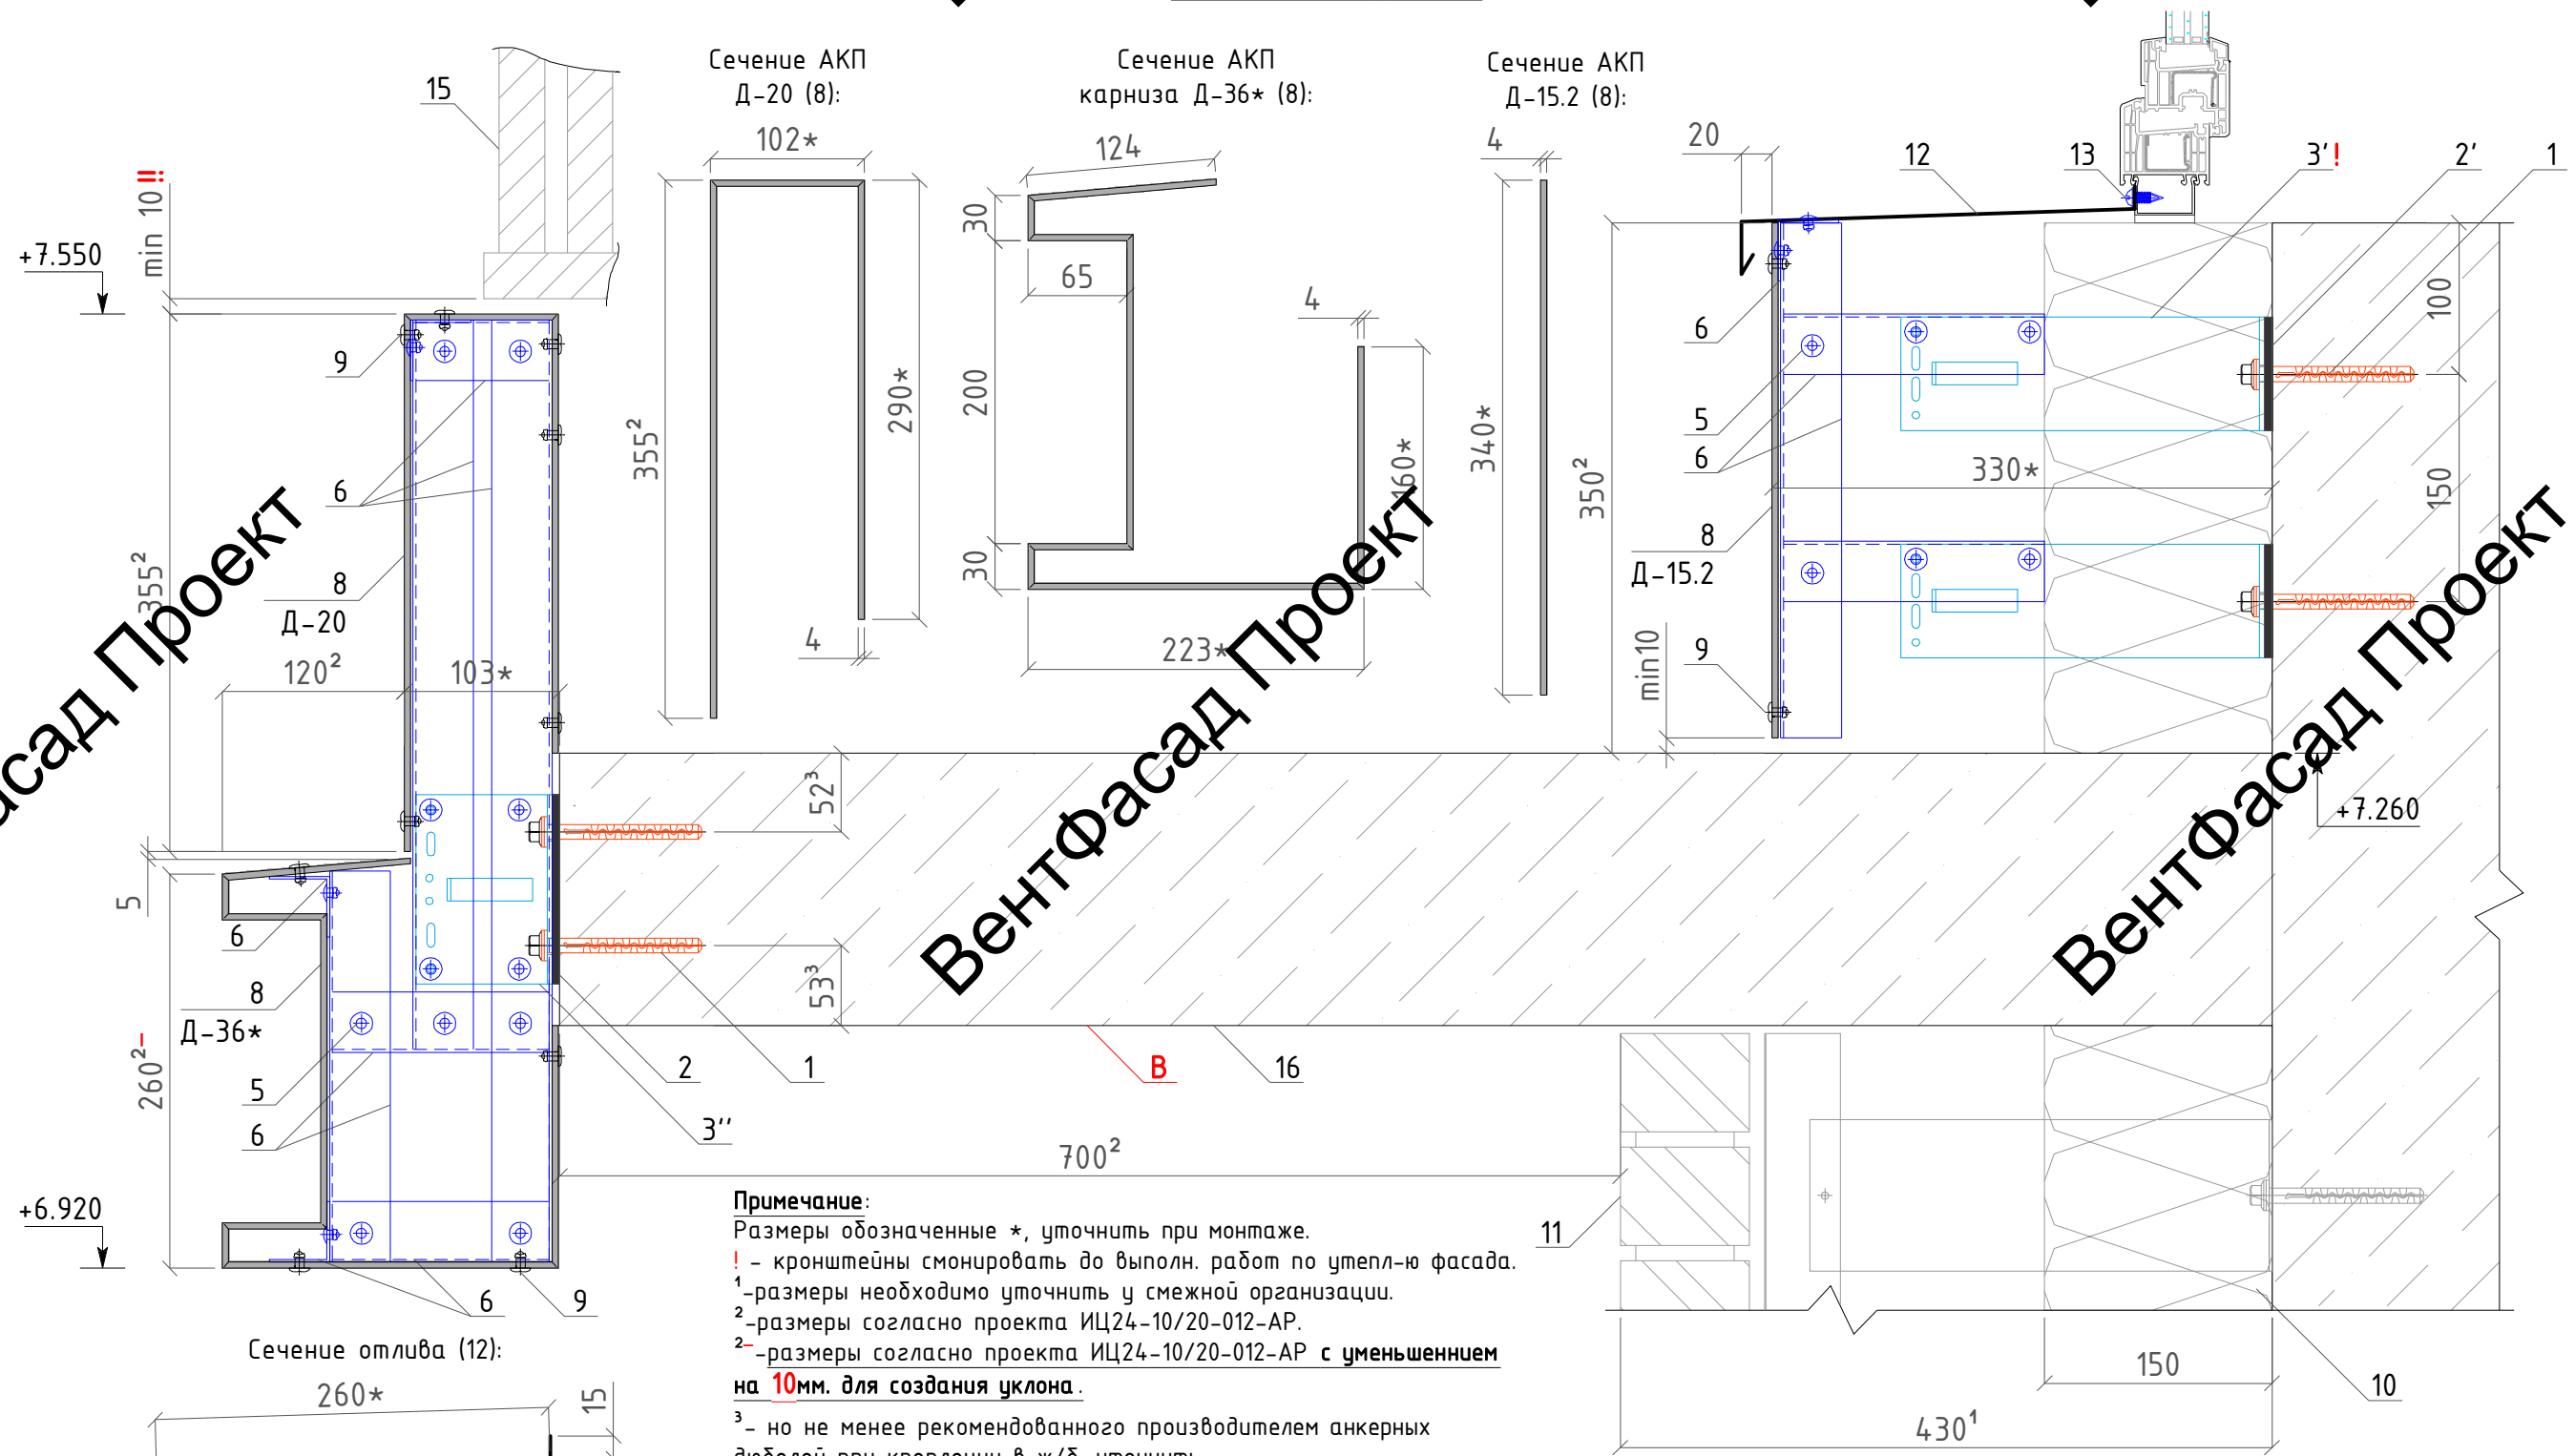 Сечение АКП
Д-20 (8):
Сечение АКП
карниза Д-36* (8):
Сечение АКП
Д-15.2 (8):
15
min 10 !!
+7.550
9
6
355²
8
Д-20
120²
103*
5
6
8
Д-36*
260²⁻
5
6
+6.920
6
9
102*
355²
290*
4
124
30
65
200
30
4
160*
223*
4
340*
20
12
13
3'!
2'
1
6
5
6
350²
8
Д-15.2
min10
9
330*
100
150
+7.260
52³
53³
2
1
3''
В
16
700²
11
150
10
430¹
Примечание:
Размеры обозначенные *, уточнить при монтаже.
! - кронштейны смонировать до выполн. работ по утепл-ю фасада.
¹-размеры необходимо уточнить у смежной организации.
²-размеры согласно проекта ИЦ24-10/20-012-АР.
²⁻-размеры согласно проекта ИЦ24-10/20-012-АР с уменьшеннием
на 10мм. для создания уклона.
³- но не менее рекомендованного производителем анкерных
Сечение отлива (12):
260*
15
Фасад Проект
ВентФасад Проект
ВентФасад Проект